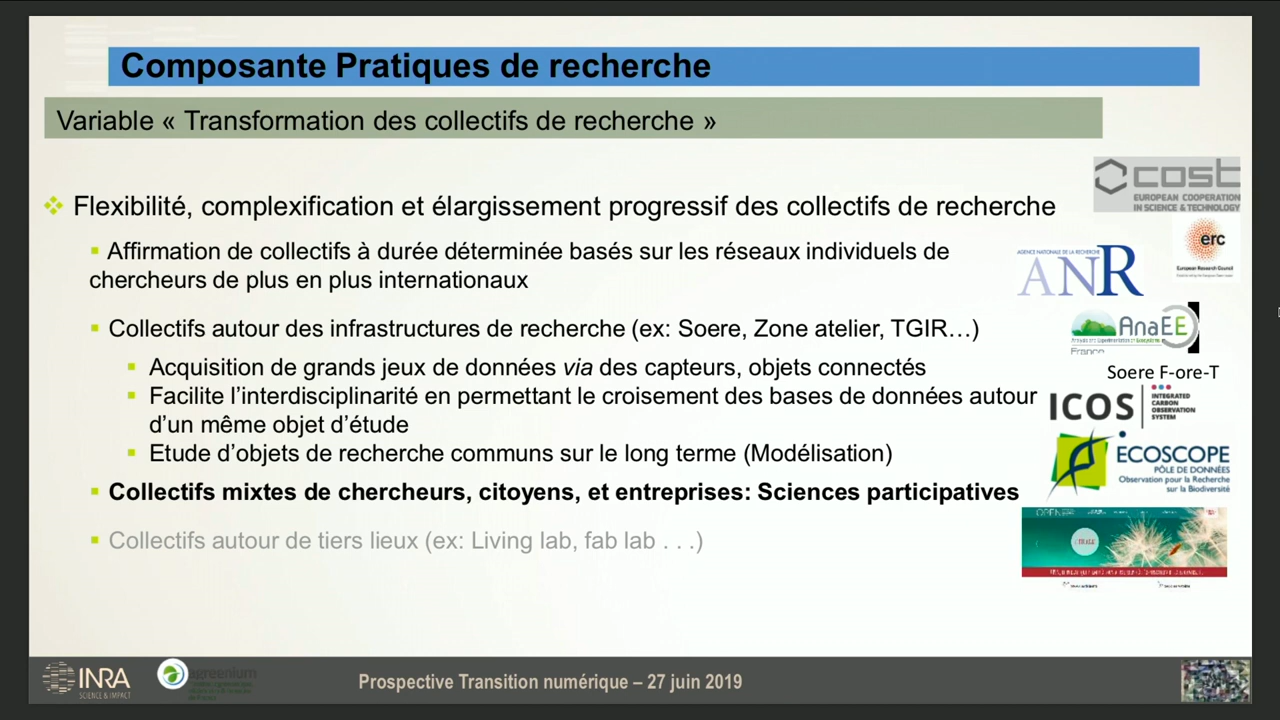 Composante Pratiques de recherche
Variable « Transformation des collectifs de recherche »
Flexibilité, complexification et élargissement progressif des collectifs de recherche
Affirmation de collectifs à durée déterminée basés sur les réseaux individuels de
chercheurs de plus en plus internationaux
Collectifs autour des infrastructures de recherche (ex: Soere, Zone atelier, TGIR…)
Acquisition de grands jeux de données via des capteurs, objets connectés
Facilite l’interdisciplinarité en permettant le croisement des bases de données autour
d’un même objet d’étude
Etude d’objets de recherche communs sur le long terme (Modélisation)
Collectifs mixtes de chercheurs, citoyens, et entreprises: Sciences participatives
Collectifs autour de tiers lieux (ex: Living lab, fab lab . . .)
cost
EUROPEAN COOPERATION
IN SCIENCE & TECHNOLOGY
erc
European Research Council
AGENCE NATIONALE DE LA RECHERCHE
ANR
AnaEE
France
Soere F-ore-T
ICOS
INTEGRATED
CARBON
OBSERVATION
SYSTEM
ECOSCOPE
PÔLE DE DONNÉES
Observation pour la Recherche
sur la Biodiversité
OPEN
INRA
SCIENCE & IMPACT
agreenium
Prospective Transition numérique – 27 juin 2019